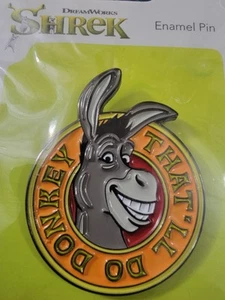 DREAMWORKS
SHREK
Enamel Pin
THAT'LL DO DONKEY